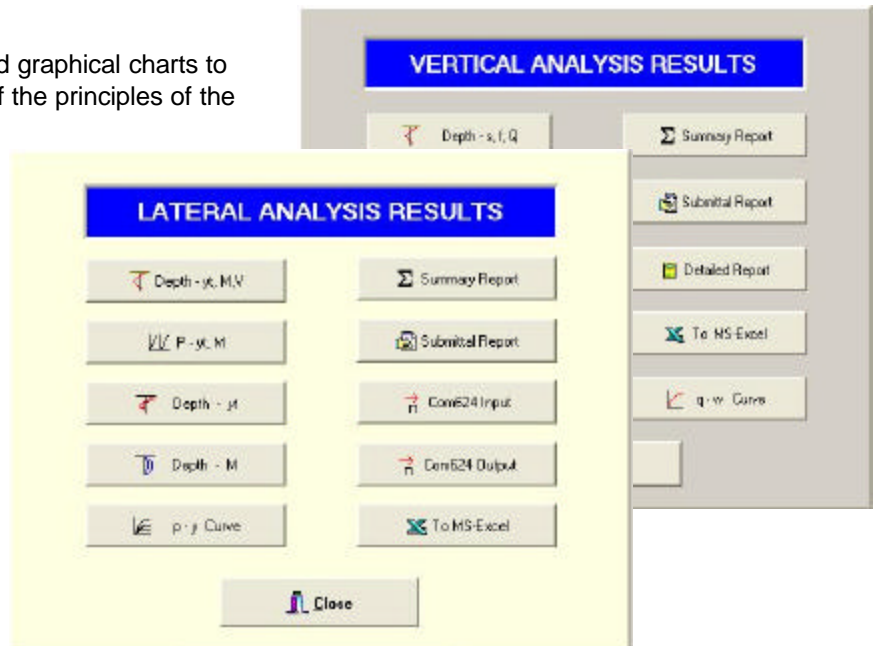 d graphical charts to
f the principles of the
VERTICAL ANALYSIS RESULTS
Depth - s, f, Q
Summary Report
Submittal Report
Detailed Report
To MS-Excel
q - w Curve
LATERAL ANALYSIS RESULTS
Depth - yt, M,V
Summary Report
P - yt, M
Submittal Report
Depth - yt
Com624 Input
Depth - M
Com624 Output
p - y Curve
To MS-Excel
Close